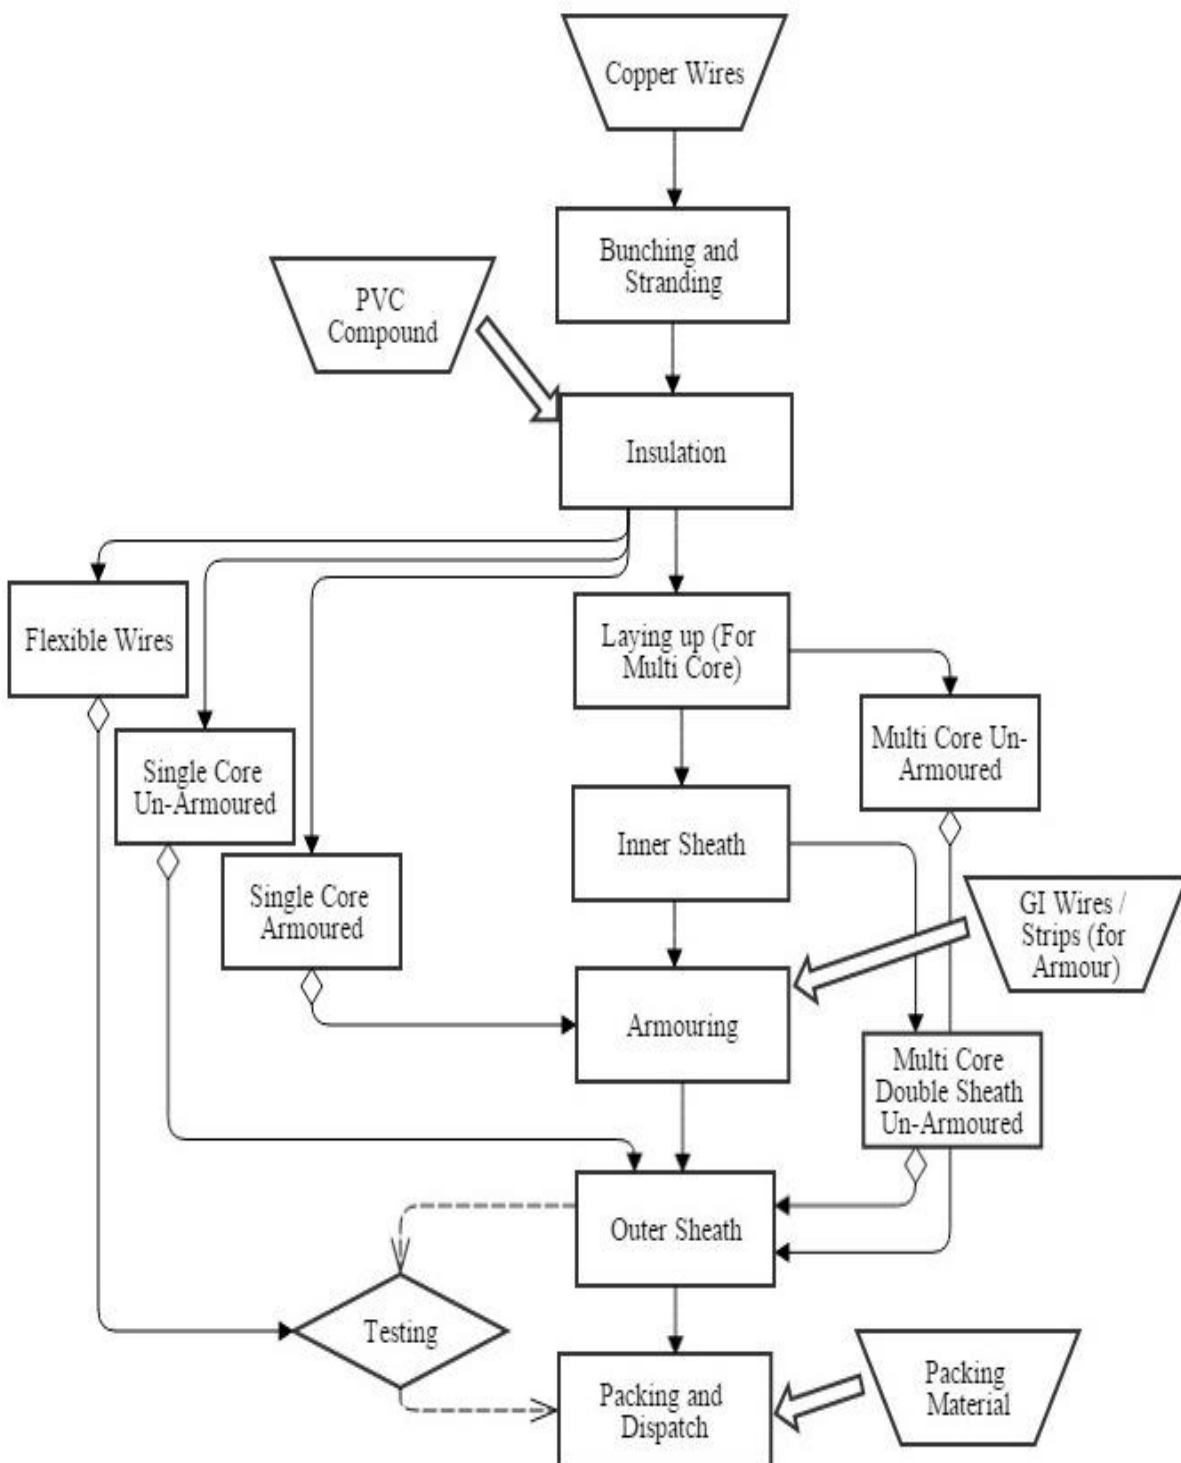 Copper Wires
Bunching and
Stranding
PVC
Compound
Insulation
Flexible Wires
Laying up (For
Multi Core)
Multi Core Un-
Armoured
Single Core
Un-Armoured
Inner Sheath
Single Core
Armoured
GI Wires /
Strips (for
Armour)
Armouring
Multi Core
Double Sheath
Un-Armoured
Outer Sheath
Testing
Packing and
Dispatch
Packing
Material